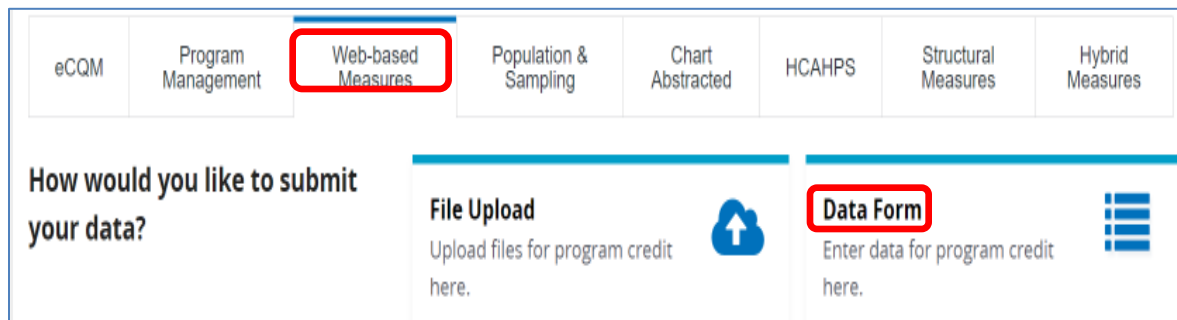 eCQM
Program
Management
Web-based
Measures
Population &
Sampling
Chart
Abstracted
HCAHPS
Structural
Measures
Hybrid
Measures
How would you like to submit
your data?
File Upload
Upload files for program credit
here.
Data Form
Enter data for program credit
here.